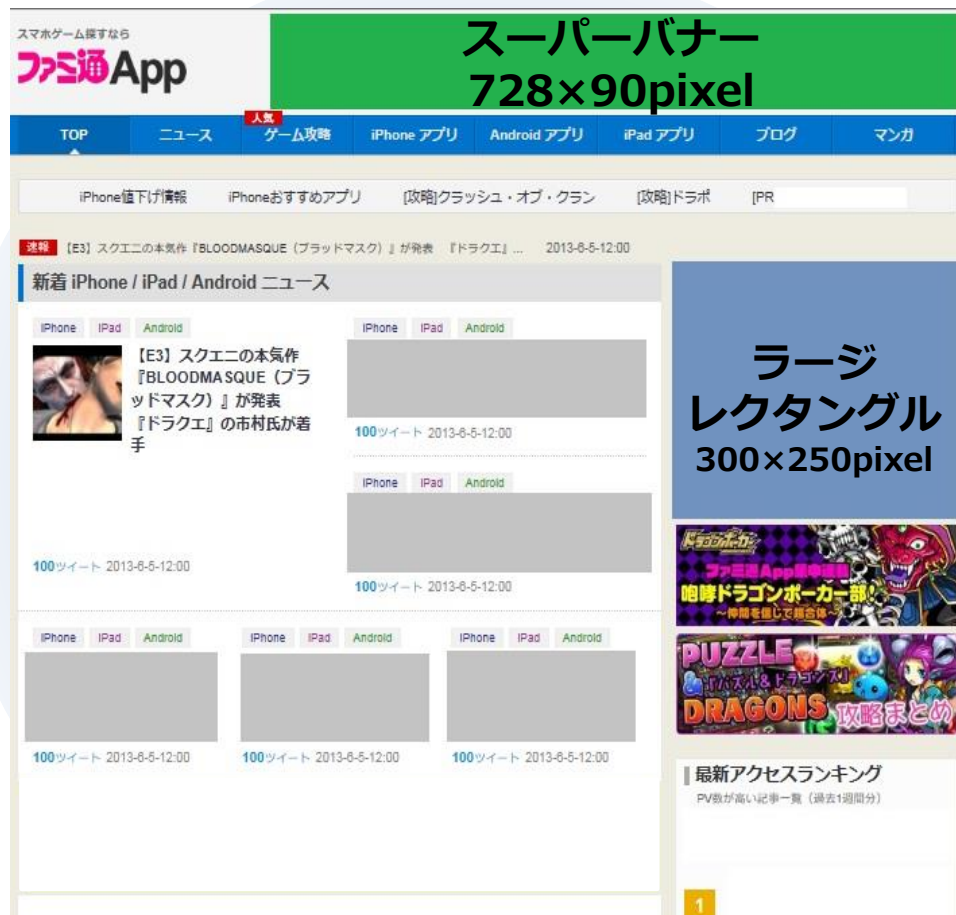 スマホゲーム探すなら
ファミ通App
スーパーバナー
728×90pixel
TOP ニュース 人気 ゲーム攻略 iPhone アプリ Android アプリ iPad アプリ ブログ マンガ
iPhone値下げ情報 iPhoneおすすめアプリ [攻略]クラッシュ・オブ・クラン [攻略]ドラポ [PR
速報 【E3】スクエニの本気作『BLOODMASQUE(ブラッドマスク)』が発表 『ドラクエ』... 2013-6-5-12:00
新着 iPhone / iPad / Android ニュース
iPhone iPad Android
【E3】スクエニの本気作
『BLOODMASQUE(ブラ
ッドマスク)』が発表
『ドラクエ』の市村氏が着
手
100ツイート 2013-6-5-12:00
iPhone iPad Android
100ツイート 2013-6-5-12:00
iPhone iPad Android
100ツイート 2013-6-5-12:00
iPhone iPad Android iPhone iPad Android iPhone iPad Android
100ツイート 2013-6-5-12:00 100ツイート 2013-6-5-12:00 100ツイート 2013-6-5-12:00
ラージ
レクタングル
300×250pixel
ドラゴンポーカー
ファミ通App集中連載
咆哮ドラゴンポーカー部!
～仲間を信じて超合体～
PUZZLE
&『パズル&ドラゴンズ』
DRAGONS 攻略まとめ
最新アクセスランキング
PV数が高い記事一覧(過去1週間分)
1